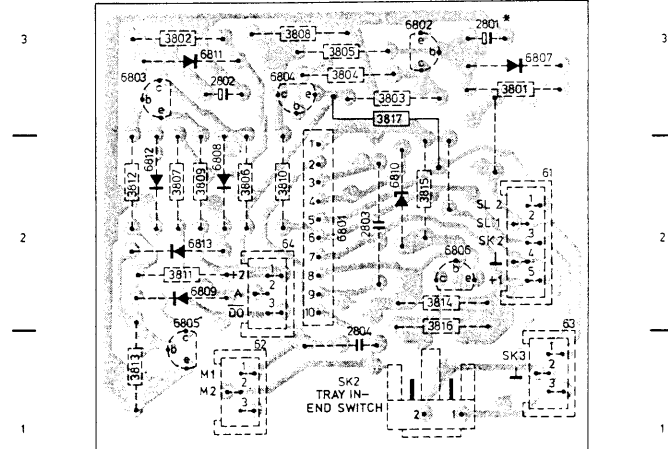 3
3802
3808
6802
2801
*
3
6811
3805
e
b
c
6807
6803
2802
6804
3804
3801
c
b
e
c
e
b
3803
3817
1
6812
6808
2
6810
3812
3807
3809
3806
3810
3
3815
61
4
SL 2
1
6801
2803
SL 1
2
2
5
SK 2
3
2
6813
64
6
6806
⊥
4
7
b
c
e
3811
+2
1
8
+1
5
6809
A
2
9
3814
D0
3
10
3816
6805
2804
63
c
b
e
62
SK3
1
3813
M1
1
SK2
⊥
2
M2
2
TRAY IN-
3
1
3
END SWITCH
2
1
1